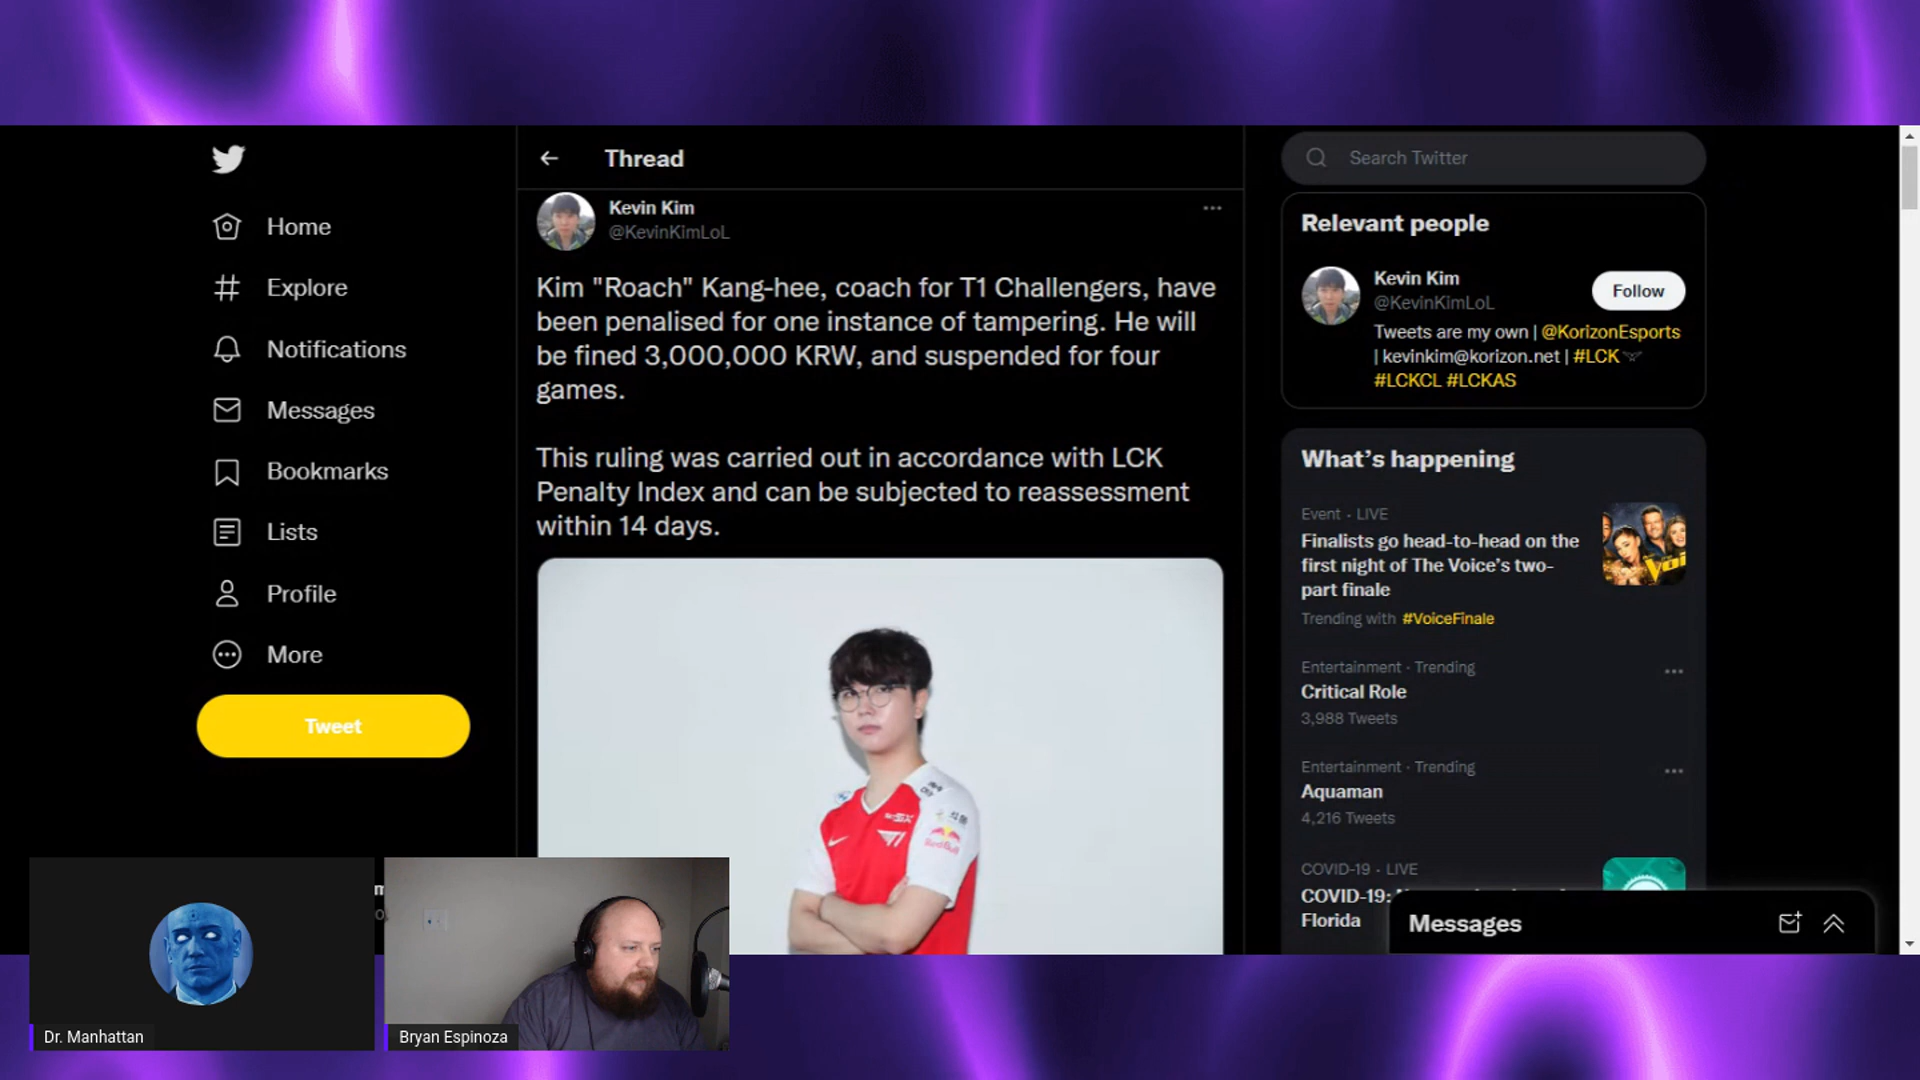 Home
Explore
Notifications
Messages
Bookmarks
Lists
Profile
More
Tweet
Thread
Kevin Kim
@KevinKimLoL
Kim "Roach" Kang-hee, coach for T1 Challengers, have
been penalised for one instance of tampering. He will
be fined 3,000,000 KRW, and suspended for four
games.
This ruling was carried out in accordance with LCK
Penalty Index and can be subjected to reassessment
within 14 days.
RedBull
Search Twitter
Relevant people
Kevin Kim
@KevinKimLoL
Follow
Tweets are my own | @KorizonEsports
| kevinkim@korizon.net | #LCK
#LCKCL #LCKAS
What's happening
Event · LIVE
Finalists go head-to-head on the
first night of The Voice's two-
part finale
Trending with #VoiceFinale
Entertainment · Trending
Critical Role
3,988 Tweets
Entertainment · Trending
Aquaman
4,216 Tweets
COVID-19 · LIVE
COVID-19:
Florida
Messages
Dr. Manhattan
Bryan Espinoza